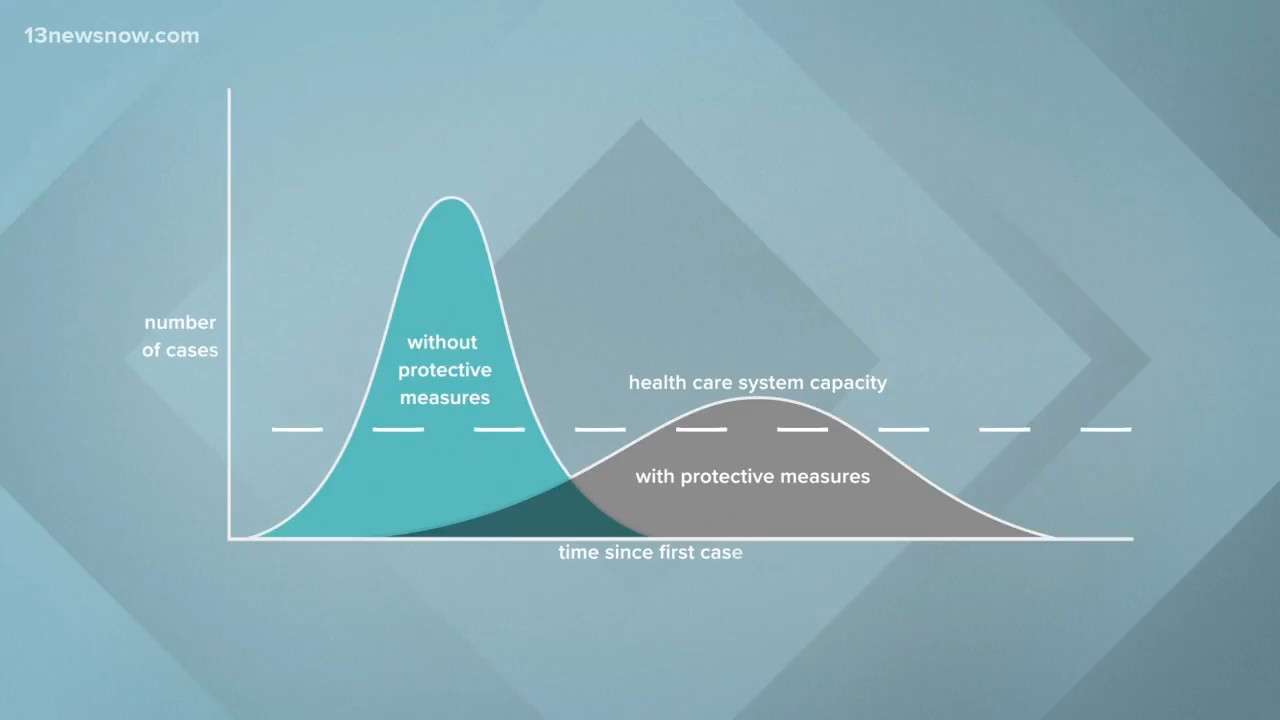 13newsnow.com
number
of cases
without
protective
measures
health care system capacity
with protective measures
time since first case